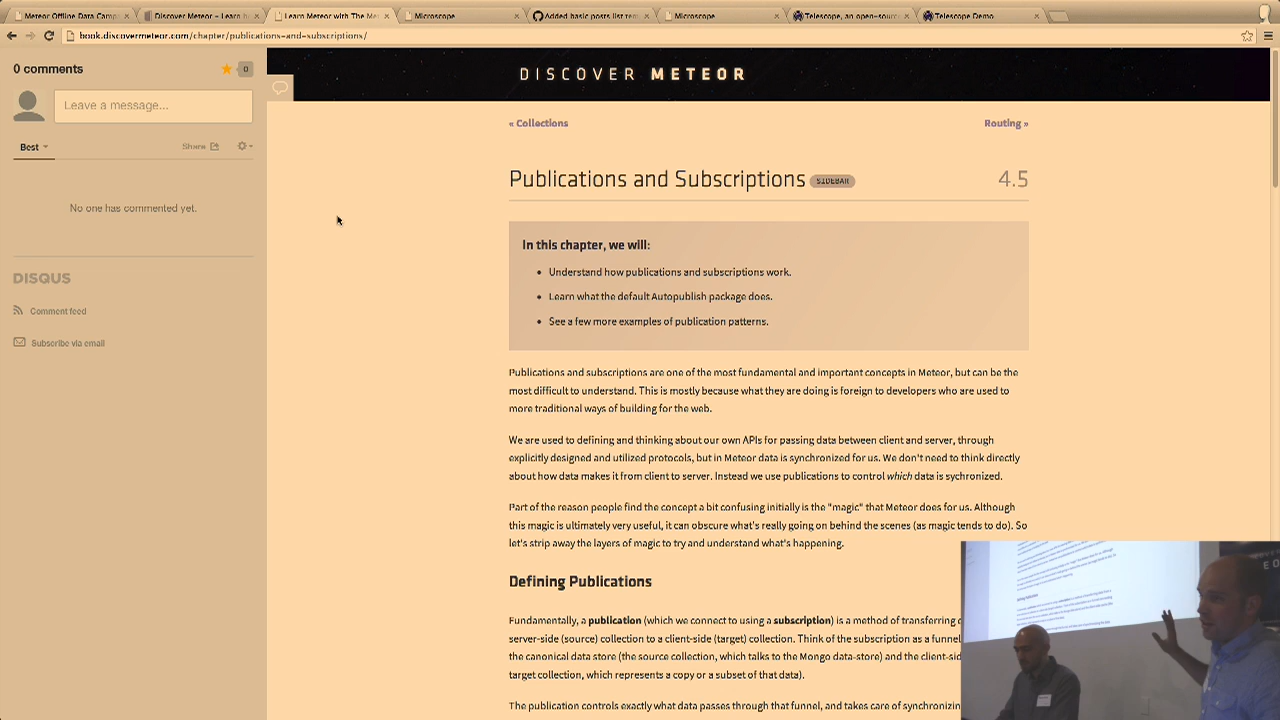 Meteor Offline Data Camp
Discover Meteor – Learn
Learn Meteor with The Me
Microscope
Added basic posts list
Microscope
Telescope, an open-sour
Telescope Demo
book.discovermeteor.com/chapter/publications-and-subscriptions/
0 comments
0
Leave a message...
Best
Share
No one has commented yet.
DISQUS
Comment feed
Subscribe via email
DISCOVER METEOR
« Collections
Routing »
Publications and Subscriptions SIDEBAR 4.5
In this chapter, we will:
• Understand how publications and subscriptions work.
• Learn what the default Autopublish package does.
• See a few more examples of publication patterns.
Publications and subscriptions are one of the most fundamental and important concepts in Meteor, but can be the
most difficult to understand. This is mostly because what they are doing is foreign to developers who are used to
more traditional ways of building for the web.
We are used to defining and thinking about our own APIs for passing data between client and server, through
explicitly designed and utilized protocols, but in Meteor data is synchronized for us. We don't need to think directly
about how data makes it from client to server. Instead we use publications to control which data is sychronized.
Part of the reason people find the concept a bit confusing initially is the "magic" that Meteor does for us. Although
this magic is ultimately very useful, it can obscure what's really going on behind the scenes (as magic tends to do). So
let's strip away the layers of magic to try and understand what's happening.
Defining Publications
Fundamentally, a publication (which we connect to using a subscription) is a method of transferring
server-side (source) collection to a client-side (target) collection. Think of the subscription as a funnel
the canonical data store (the source collection, which talks to the Mongo data-store) and the client-sid
target collection, which represents a copy or a subset of that data).
The publication controls exactly what data passes through that funnel, and takes care of synchronizin